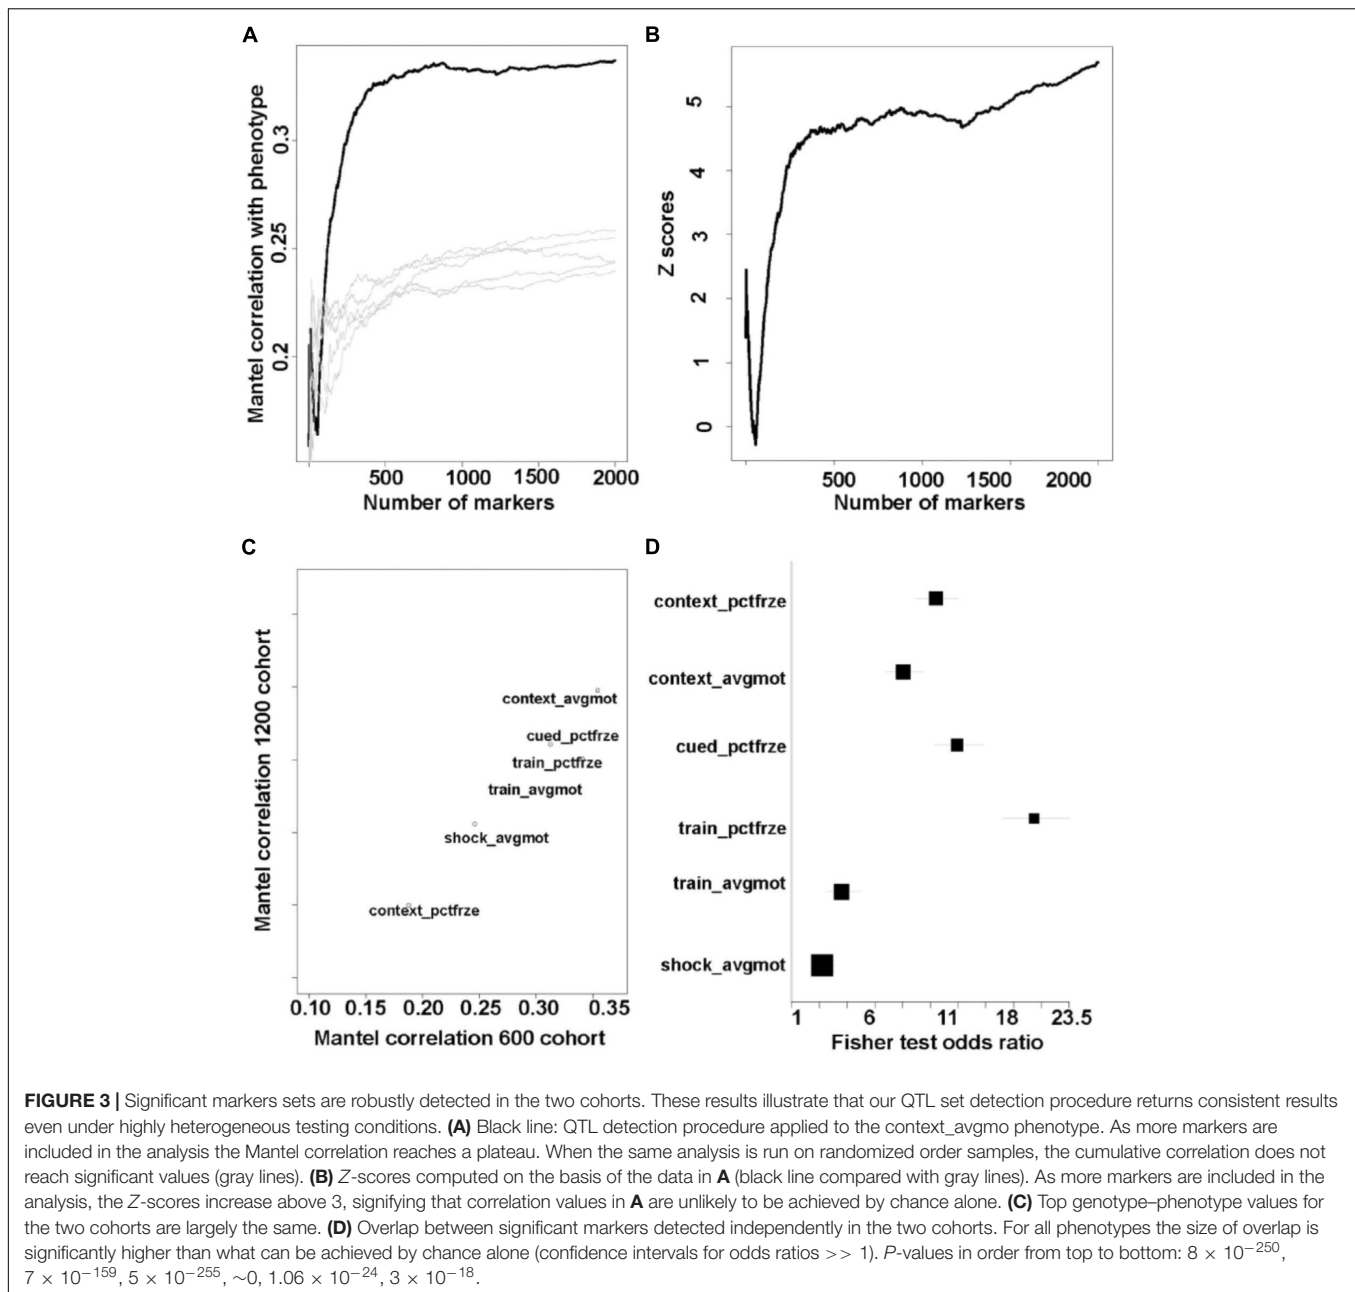 A
Mantel correlation with phenotype
0.3
0.25
0.2
500
1000
1500
2000
Number of markers
B
Z scores
5
4
3
2
1
0
500
1000
1500
2000
Number of markers
C
Mantel correlation 1200 cohort
context_avgmot
cued_pctfrze
train_pctfrze
train_avgmot
shock_avgmot
context_pctfrze
0.10
0.15
0.20
0.25
0.30
0.35
Mantel correlation 600 cohort
D
context_pctfrze
context_avgmot
cued_pctfrze
train_pctfrze
train_avgmot
shock_avgmot
1
6
11
18
23.5
Fisher test odds ratio
FIGURE 3 | Significant markers sets are robustly detected in the two cohorts. These results illustrate that our QTL set detection procedure returns consistent results
even under highly heterogeneous testing conditions. (A) Black line: QTL detection procedure applied to the context_avgmo phenotype. As more markers are
included in the analysis the Mantel correlation reaches a plateau. When the same analysis is run on randomized order samples, the cumulative correlation does not
reach significant values (gray lines). (B) Z-scores computed on the basis of the data in A (black line compared with gray lines). As more markers are included in the
analysis, the Z-scores increase above 3, signifying that correlation values in A are unlikely to be achieved by chance alone. (C) Top genotype–phenotype values for
the two cohorts are largely the same. (D) Overlap between significant markers detected independently in the two cohorts. For all phenotypes the size of overlap is
significantly higher than what can be achieved by chance alone (confidence intervals for odds ratios >> 1). P-values in order from top to bottom: 8 × 10⁻²⁵⁰,
7 × 10⁻¹⁵⁹, 5 × 10⁻²⁵⁵, ~0, 1.06 × 10⁻²⁴, 3 × 10⁻¹⁸.